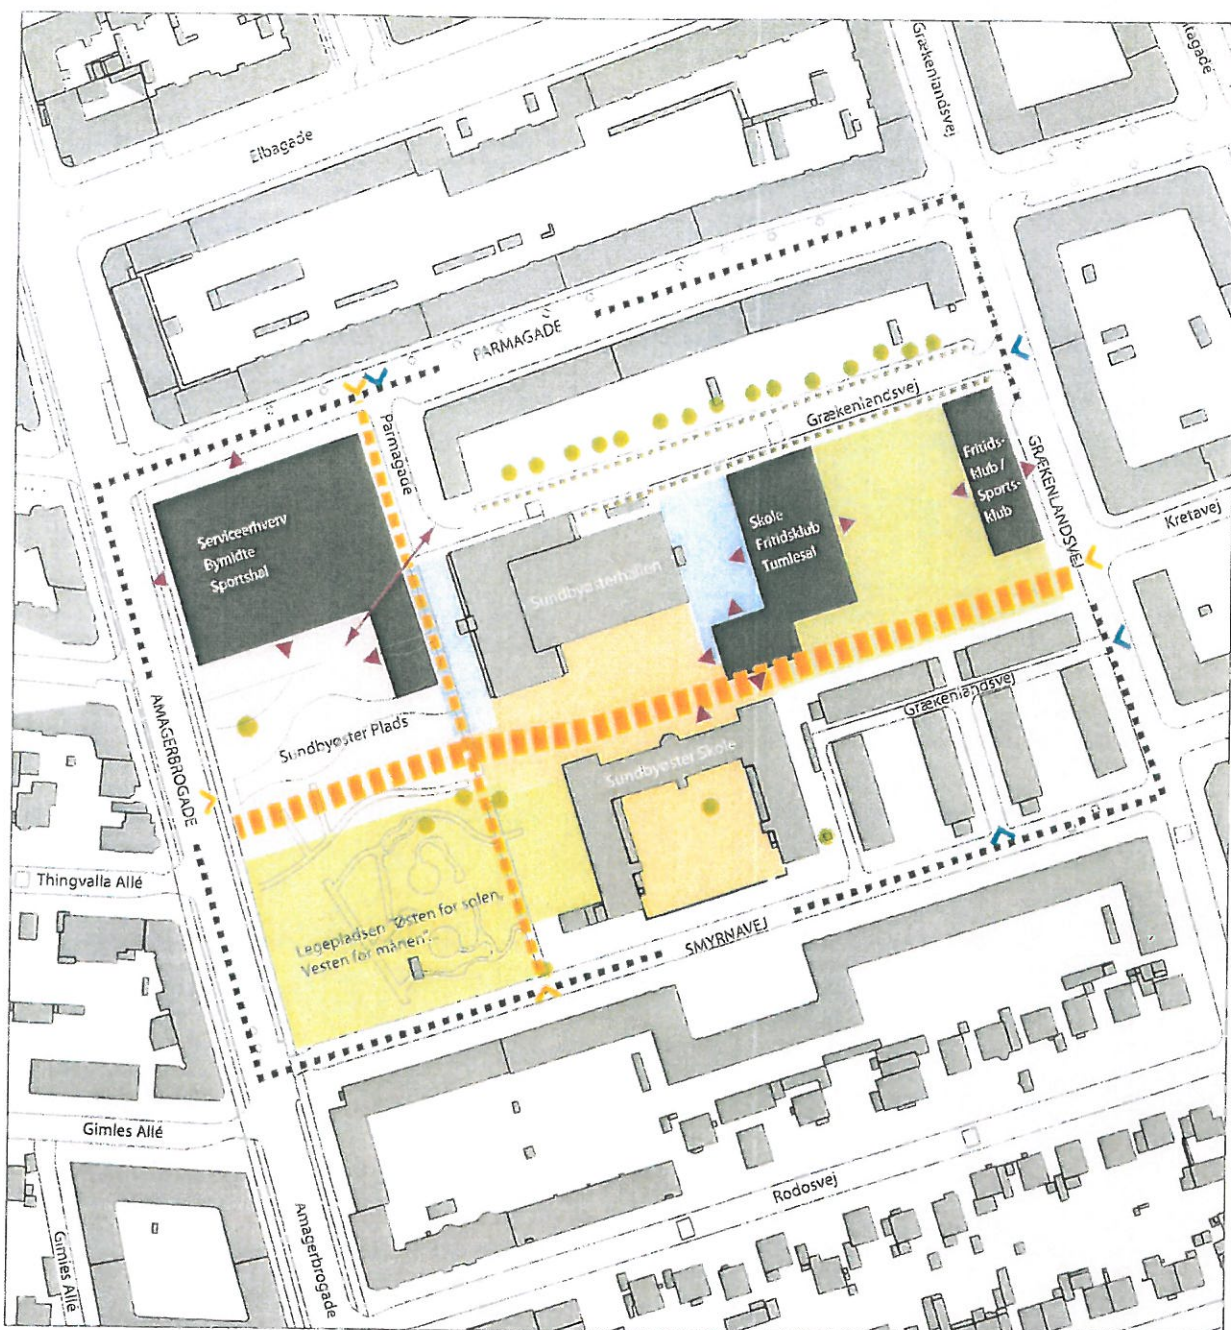 Elbagade
Grækenlandsvej
PARMAGADE
Parmagade
Grækenlandsvej
Serviceerhverv
Bymidte
Sportshal
Sundbyøsterhallen
Skole
Fritidsklub
Tumlesal
Fritids-
klub /
Sports-
klub
GRÆKENLANDSVEJ
Kretavej
AMAGERBROGADE
Sundbyøster Plads
Grækenlandsvej
Sundbyøster Skole
Thingvalla Allé
Legepladsen "Østen for solen,
Vesten for månen".
SMYRNAVEJ
Gimles Allé
Rodosvej
Gimles Allé
Amagerbrogade